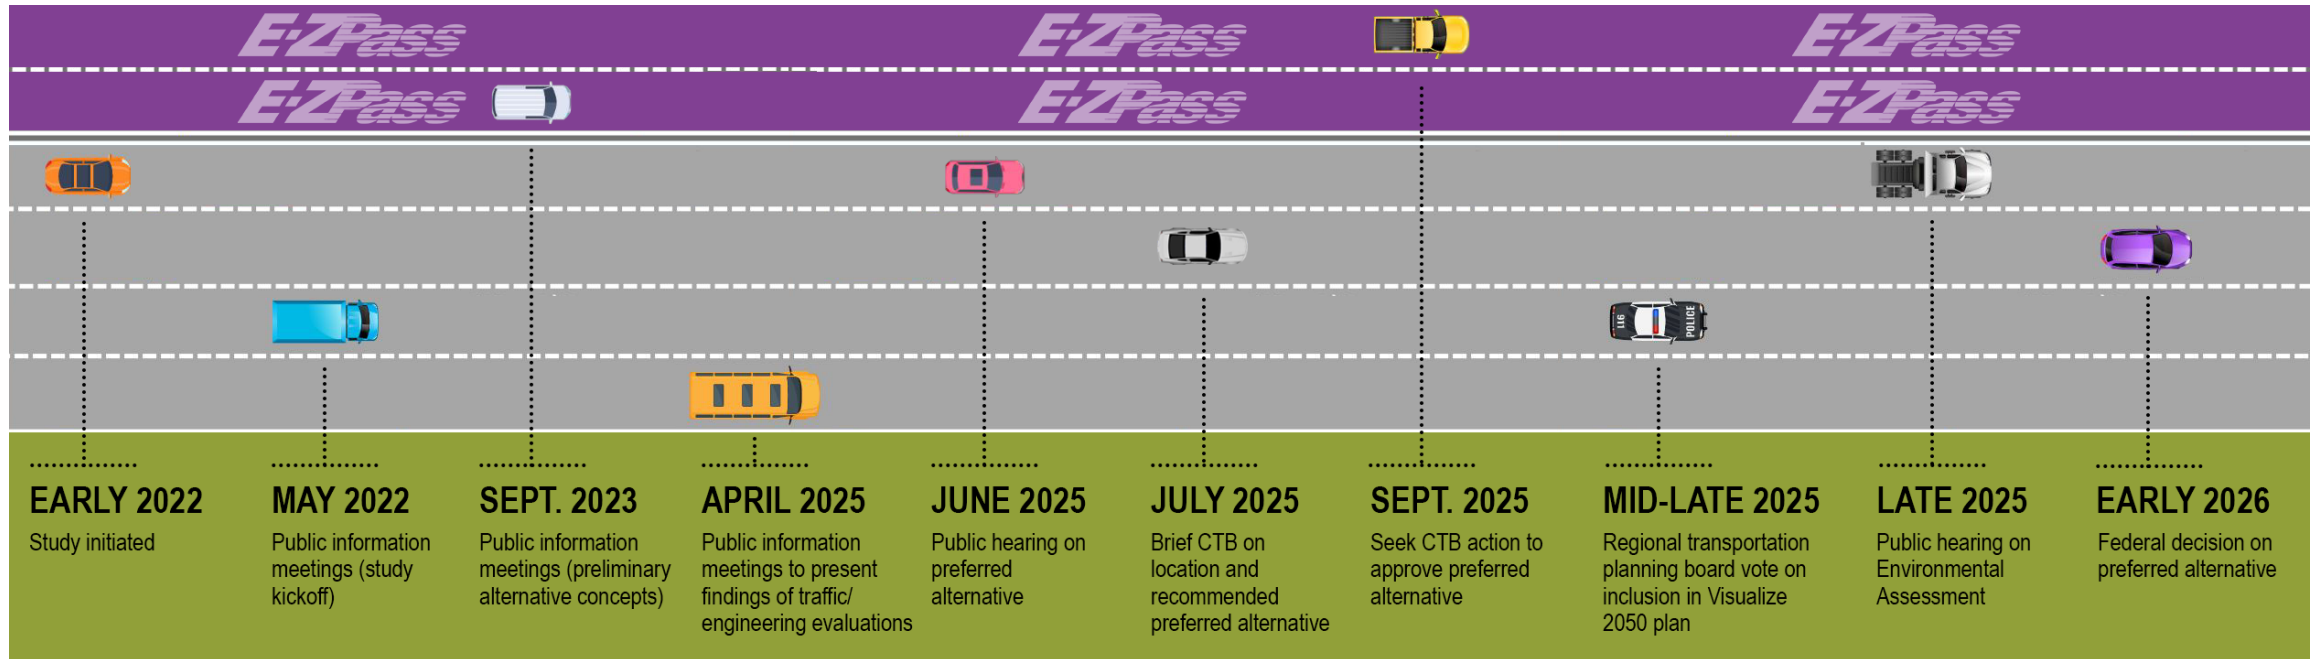 E-ZPass E-ZPass E-ZPass
E-ZPass E-ZPass E-ZPass
911 POLICE
EARLY 2022
Study initiated
MAY 2022
Public information
meetings (study
kickoff)
SEPT. 2023
Public information
meetings (preliminary
alternative concepts)
APRIL 2025
Public information
meetings to present
findings of traffic/
engineering evaluations
JUNE 2025
Public hearing on
preferred
alternative
JULY 2025
Brief CTB on
location and
recommended
preferred alternative
SEPT. 2025
Seek CTB action to
approve preferred
alternative
MID-LATE 2025
Regional transportation
planning board vote on
inclusion in Visualize
2050 plan
LATE 2025
Public hearing on
Environmental
Assessment
EARLY 2026
Federal decision on
preferred alternative